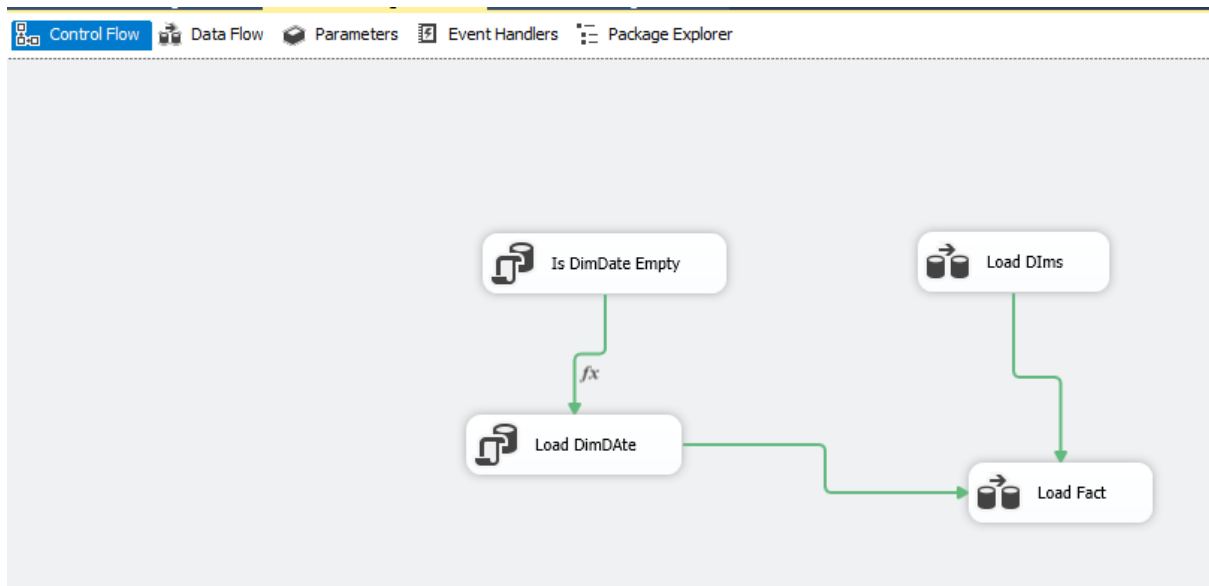 Control Flow Data Flow Parameters Event Handlers Package Explorer
Is DimDate Empty
Load DIms
fx
Load DimDAte
Load Fact